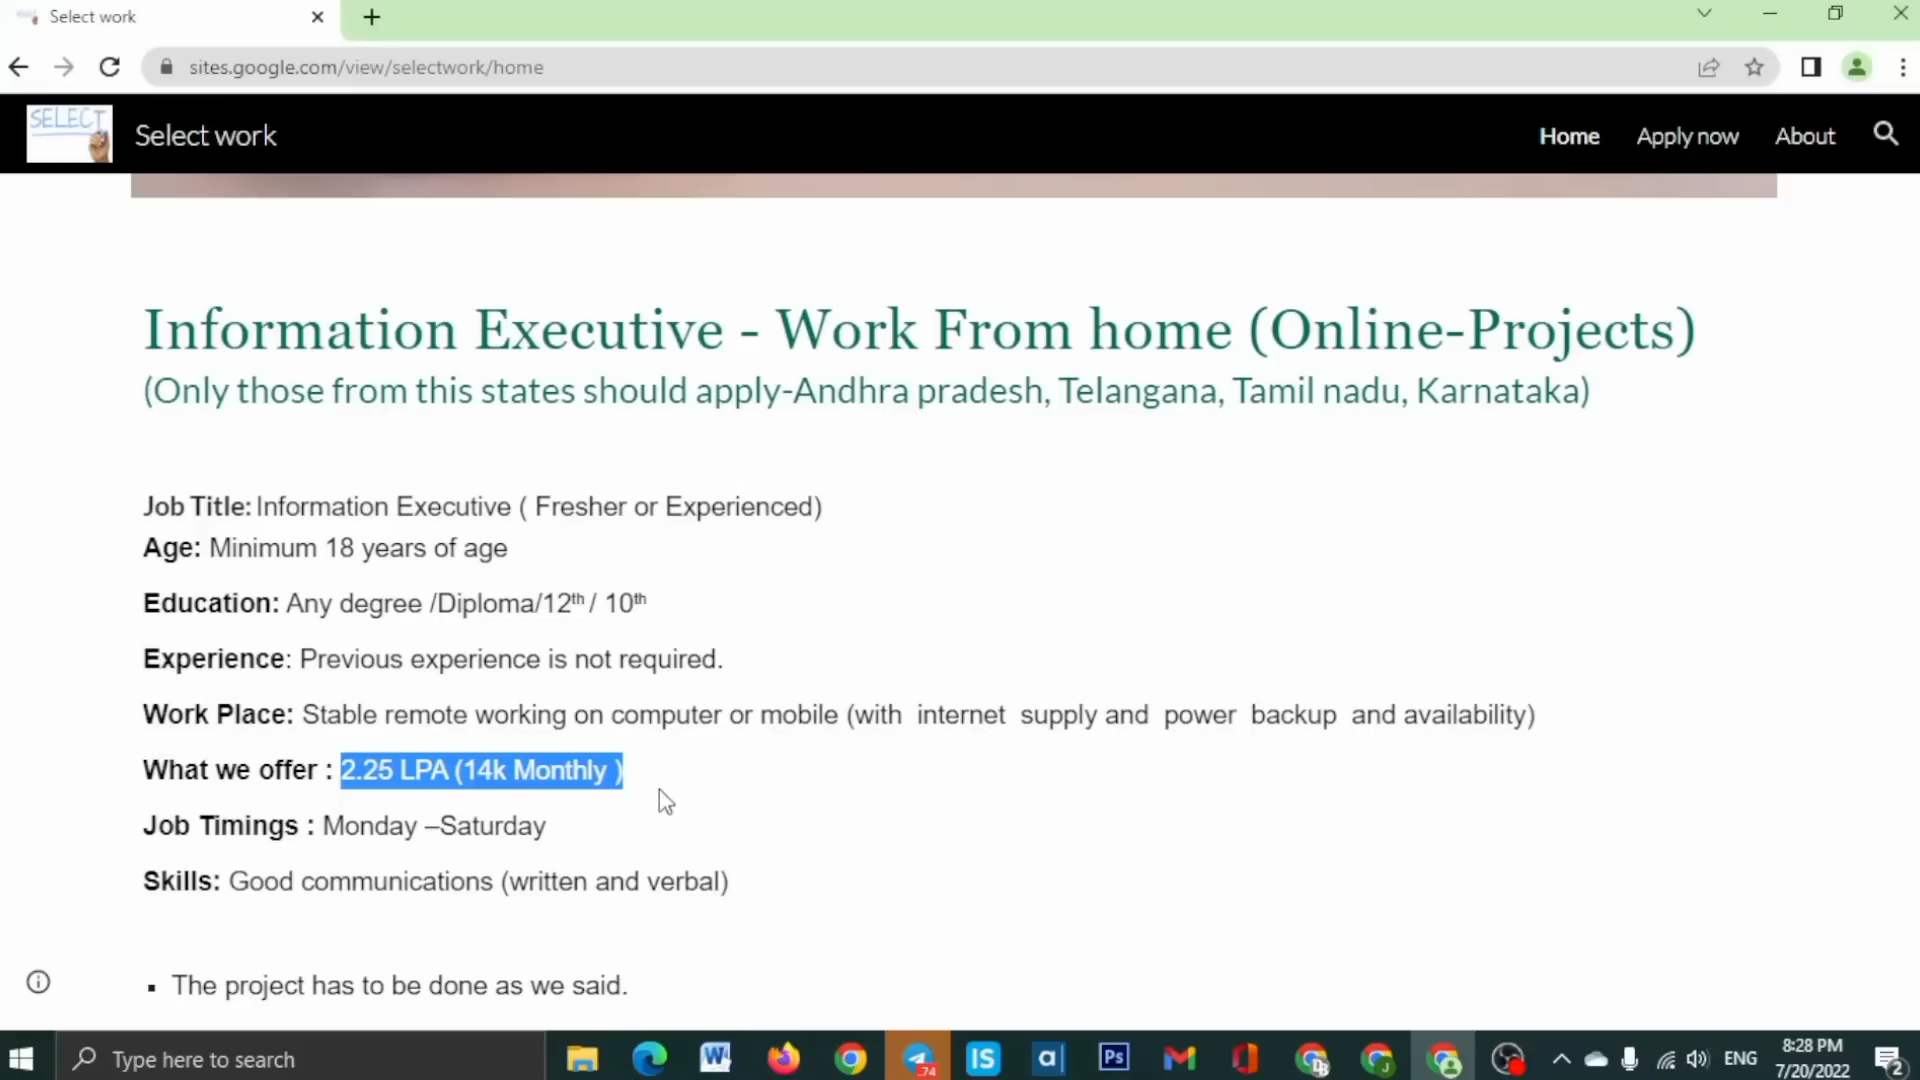 Select work
sites.google.com/view/selectwork/home
SELECT
Select work
Home
Apply now
About
Information Executive - Work From home (Online-Projects)
(Only those from this states should apply-Andhra pradesh, Telangana, Tamil nadu, Karnataka)
Job Title: Information Executive ( Fresher or Experienced)
Age: Minimum 18 years of age
Education: Any degree /Diploma/12th / 10th
Experience: Previous experience is not required.
Work Place: Stable remote working on computer or mobile (with internet supply and power backup and availability)
What we offer : 2.25 LPA (14k Monthly )
Job Timings : Monday –Saturday
Skills: Good communications (written and verbal)
▪ The project has to be done as we said.
Type here to search
W
74
IS
a
Ps
DB
J
ENG
8:28 PM
7/20/2022
2